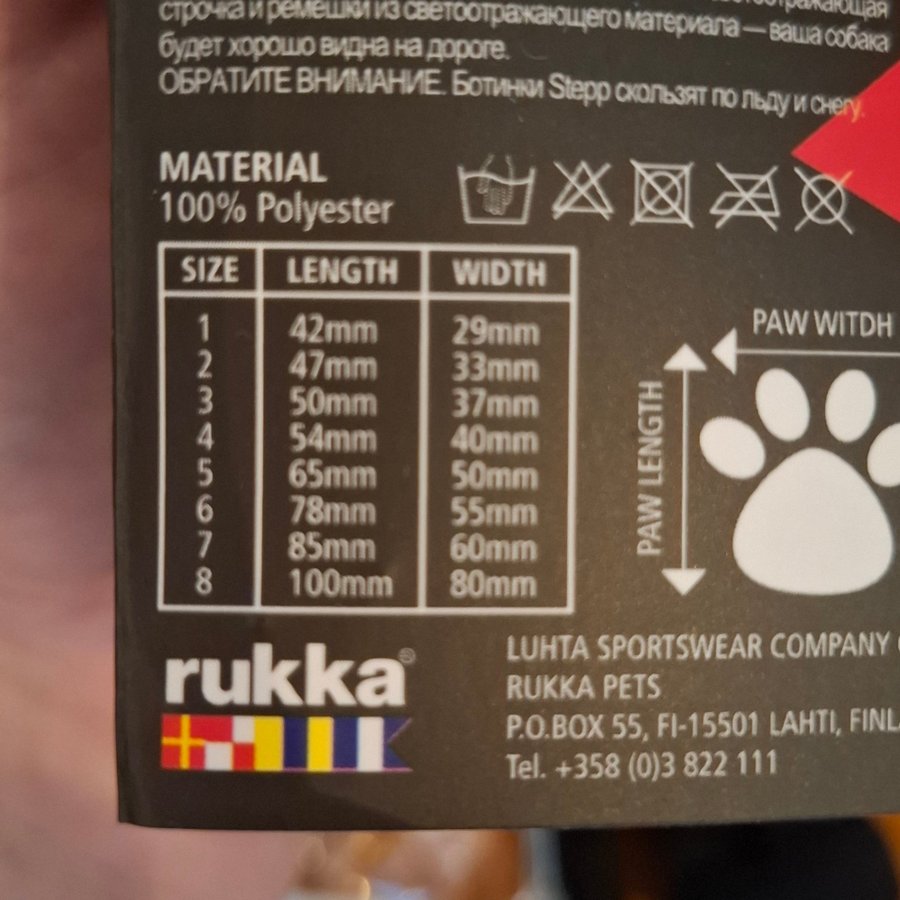 строчка и ремешки из светоотражающего материала — ваша собака
будет хорошо видна на дороге.
ОБРАТИТЕ ВНИМАНИЕ. Ботинки Stepp скользят по льду и снегу.
MATERIAL
100% Polyester
SIZE LENGTH WIDTH
1 42mm 29mm
2 47mm 33mm
3 50mm 37mm
4 54mm 40mm
5 65mm 50mm
6 78mm 55mm
7 85mm 60mm
8 100mm 80mm
PAW WITDH
PAW LENGTH
rukka®
LUHTA SPORTSWEAR COMPANY
RUKKA PETS
P.O.BOX 55, FI-15501 LAHTI, FINL
Tel. +358 (0)3 822 111